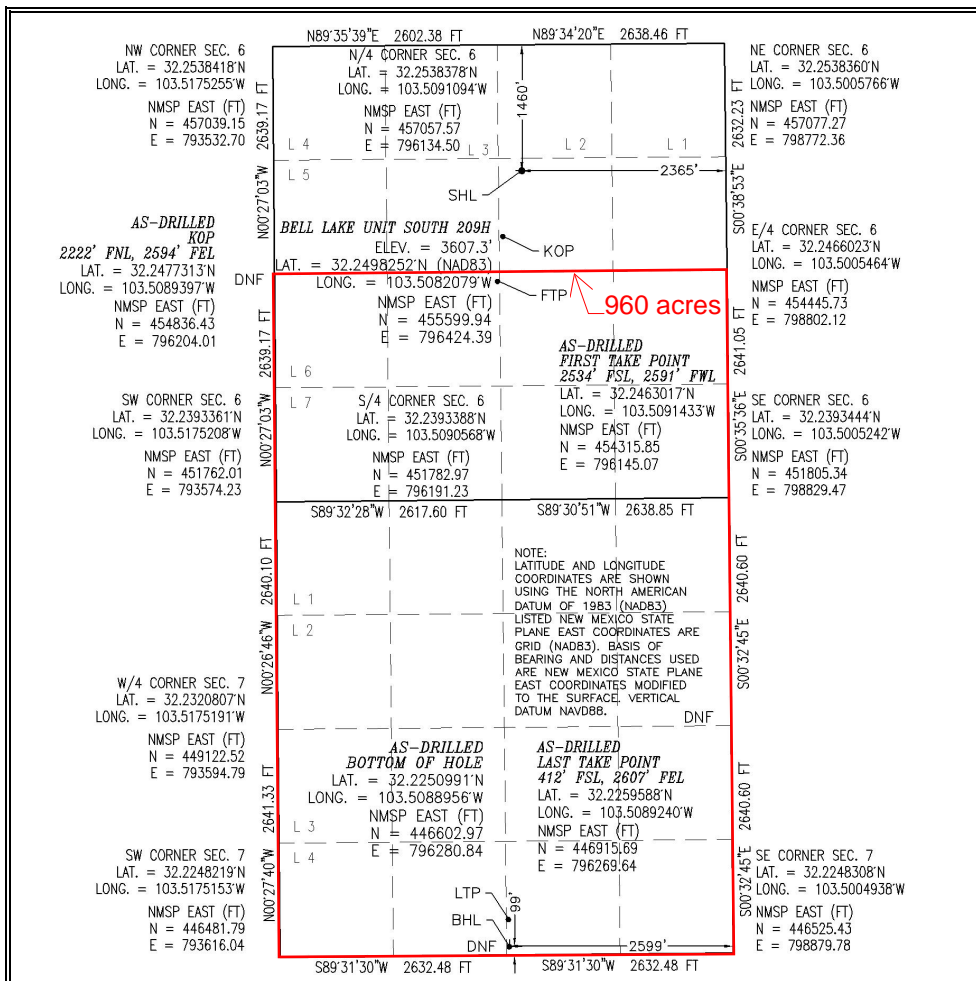 N89°35'39"E 2602.38 FT
N89°34'20"E 2638.46 FT
NW CORNER SEC. 6
LAT. = 32.2538418°N
LONG. = 103.5175255°W
NMSP EAST (FT)
N = 457039.15
E = 793532.70
N/4 CORNER SEC. 6
LAT. = 32.2538378°N
LONG. = 103.5091094°W
NMSP EAST (FT)
N = 457057.57
E = 796134.50
NE CORNER SEC. 6
LAT. = 32.2538360°N
LONG. = 103.5005766°W
NMSP EAST (FT)
N = 457077.27
E = 798772.36
2639.17 FT
N00°27'03"W
1460'
2632.23 FT
S00°38'53"E
L 4
L 3
L 2
L 1
L 5
2365'
SHL
AS-DRILLED
KOP
2222' FNL, 2594' FEL
LAT. = 32.2477313°N
LONG. = 103.5089397°W
NMSP EAST (FT)
N = 454836.43
E = 796204.01
BELL LAKE UNIT SOUTH 209H
ELEV. = 3607.3'
LAT. = 32.2498252°N (NAD83)
LONG. = 103.5082079°W
NMSP EAST (FT)
N = 455599.94
E = 796424.39
KOP
FTP
DNF
960 acres
E/4 CORNER SEC. 6
LAT. = 32.2466023°N
LONG. = 103.5005464°W
NMSP EAST (FT)
N = 454445.73
E = 798802.12
2639.17 FT
N00°27'03"W
2641.05 FT
S00°35'36"E
AS-DRILLED
FIRST TAKE POINT
2534' FSL, 2591' FWL
LAT. = 32.2463017°N
LONG. = 103.5091433°W
NMSP EAST (FT)
N = 454315.85
E = 796145.07
L 6
L 7
SW CORNER SEC. 6
LAT. = 32.2393361°N
LONG. = 103.5175208°W
NMSP EAST (FT)
N = 451762.01
E = 793574.23
S/4 CORNER SEC. 6
LAT. = 32.2393388°N
LONG. = 103.5090568°W
NMSP EAST (FT)
N = 451782.97
E = 796191.23
SE CORNER SEC. 6
LAT. = 32.2393444°N
LONG. = 103.5005242°W
NMSP EAST (FT)
N = 451805.34
E = 798829.47
S89°32'28"W 2617.60 FT
S89°30'51"W 2638.85 FT
2640.10 FT
N00°26'46"W
2640.60 FT
S00°32'45"E
L 1
L 2
NOTE:
LATITUDE AND LONGITUDE
COORDINATES ARE SHOWN
USING THE NORTH AMERICAN
DATUM OF 1983 (NAD83)
LISTED NEW MEXICO STATE
PLANE EAST COORDINATES ARE
GRID (NAD83). BASIS OF
BEARING AND DISTANCES USED
ARE NEW MEXICO STATE PLANE
EAST COORDINATES MODIFIED
TO THE SURFACE. VERTICAL
DATUM NAVD88.
DNF
W/4 CORNER SEC. 7
LAT. = 32.2320807°N
LONG. = 103.5175191°W
NMSP EAST (FT)
N = 449122.52
E = 793594.79
AS-DRILLED
BOTTOM OF HOLE
LAT. = 32.2250991°N
LONG. = 103.5088956°W
NMSP EAST (FT)
N = 446602.97
E = 796280.84
AS-DRILLED
LAST TAKE POINT
412' FSL, 2607' FEL
LAT. = 32.2259588°N
LONG. = 103.5089240°W
NMSP EAST (FT)
N = 446915.69
E = 796269.64
2641.33 FT
N00°27'40"W
2640.60 FT
S00°32'45"E
L 3
L 4
SW CORNER SEC. 7
LAT. = 32.2248219°N
LONG. = 103.5175153°W
NMSP EAST (FT)
N = 446481.79
E = 793616.04
SE CORNER SEC. 7
LAT. = 32.2248308°N
LONG. = 103.5004938°W
NMSP EAST (FT)
N = 446525.43
E = 798879.78
LTP
BHL
DNF
99'
2599'
S89°31'30"W 2632.48 FT
S89°31'30"W 2632.48 FT